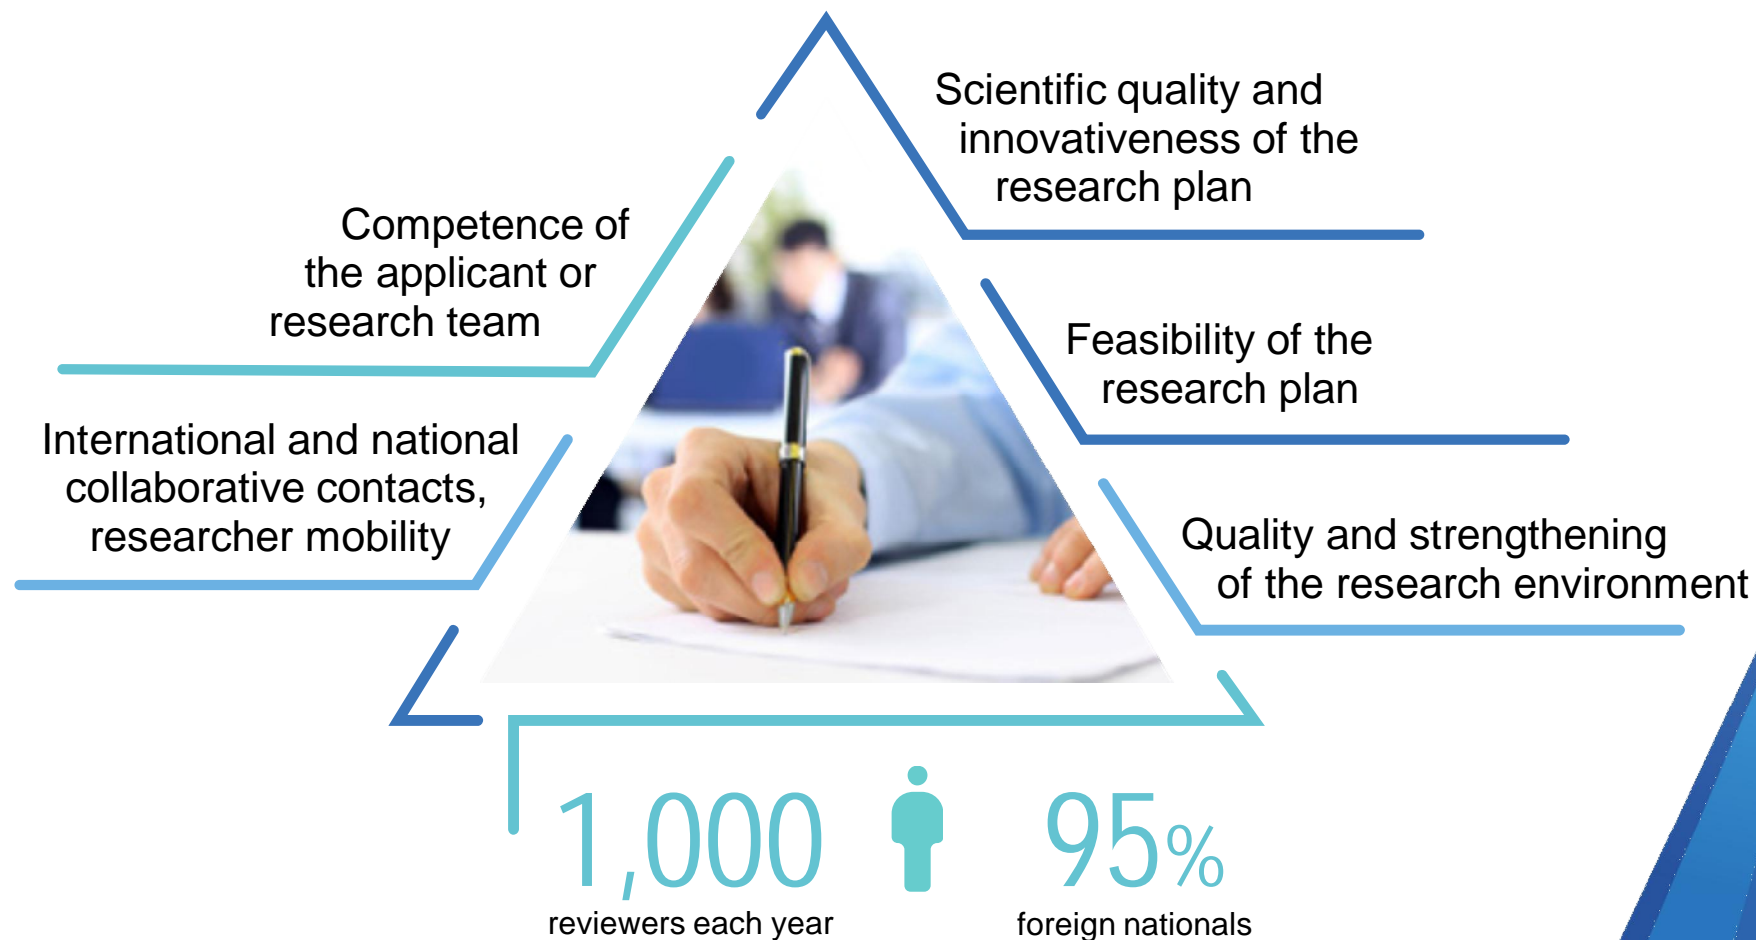 Scientific quality and
innovativeness of the
research plan
Competence of
the applicant or
research team
Feasibility of the
research plan
International and national
collaborative contacts,
researcher mobility
Quality and strengthening
of the research environment
1,000
reviewers each year
95%
foreign nationals